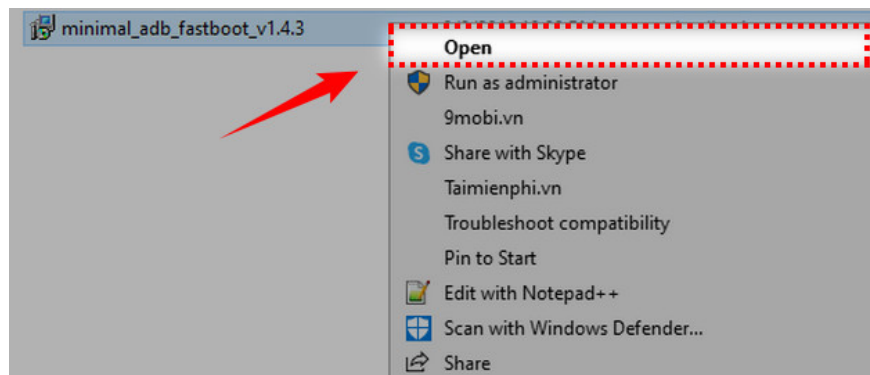 minimal_adb_fastboot_v1.4.3
Open
Run as administrator
9mobi.vn
Share with Skype
Taimienphi.vn
Troubleshoot compatibility
Pin to Start
Edit with Notepad++
Scan with Windows Defender...
Share